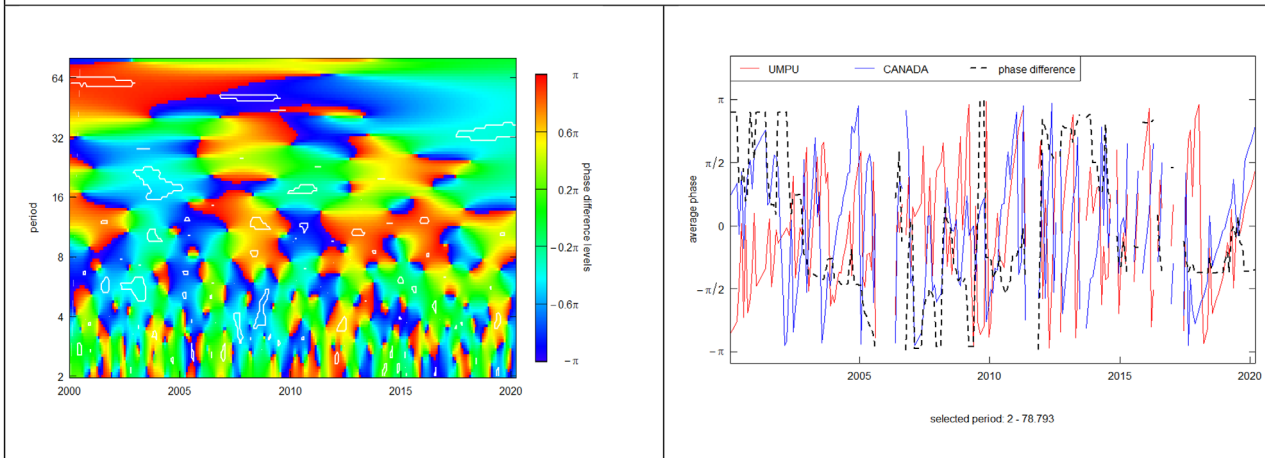 UMPU CANADA phase difference
64
32
16
8
4
2
period
2000 2005 2010 2015 2020
π
0.6π
0.2π
−0.2π
−0.6π
−π
phase difference levels
π
π/2
0
−π/2
−π
average phase
2005 2010 2015 2020
selected period: 2 - 78.793